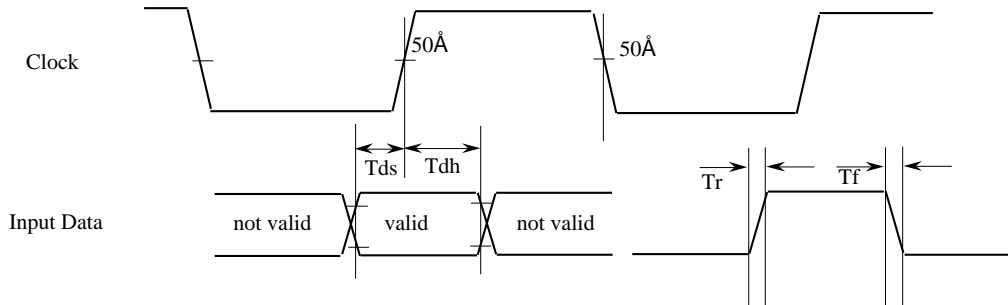 50Å
50Å
Clock
Tds
Tdh
Tr
Tf
Input Data
not valid
valid
not valid